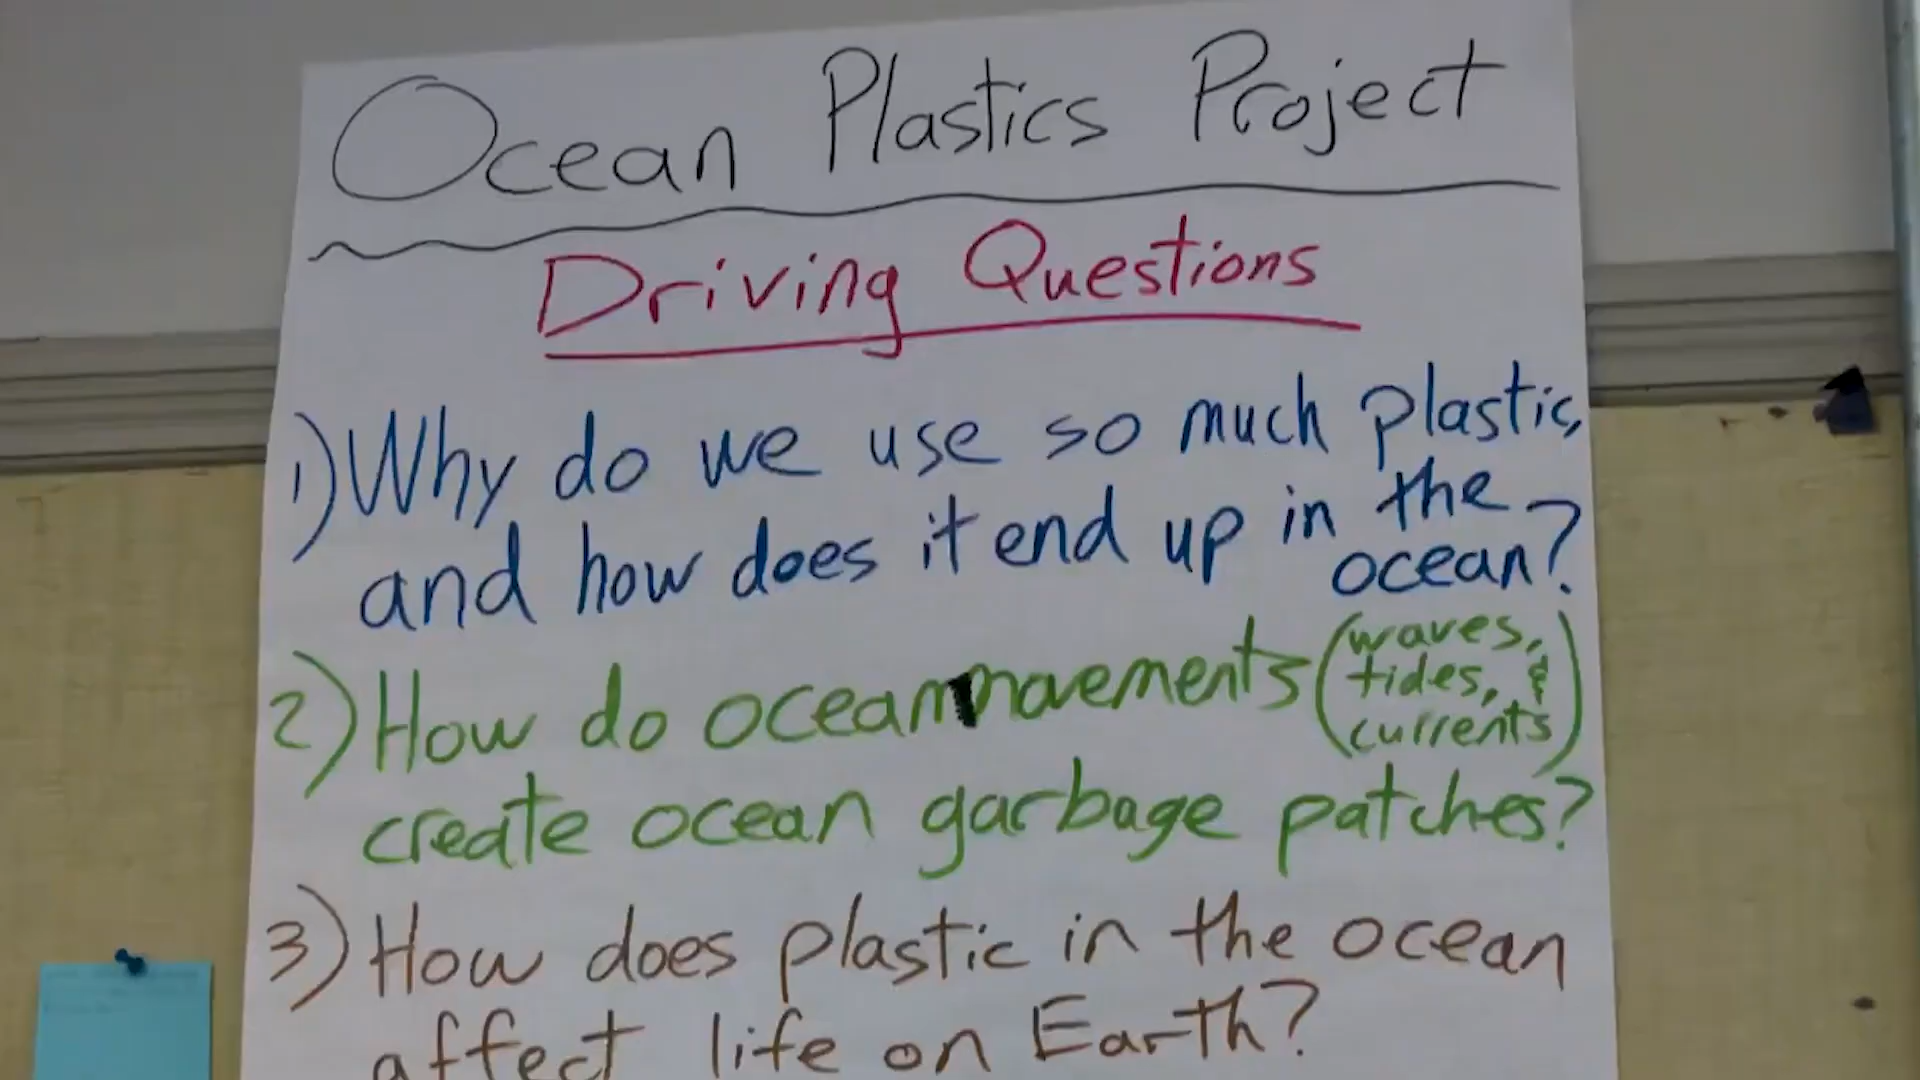 Ocean Plastics Project
Driving Questions
1) Why do we use so much plastic,
and how does it end up in the
ocean?
2) How do ocean movements (waves,
tides, &
currents)
create ocean garbage patches?
3) How does plastic in the ocean
affect life on Earth?